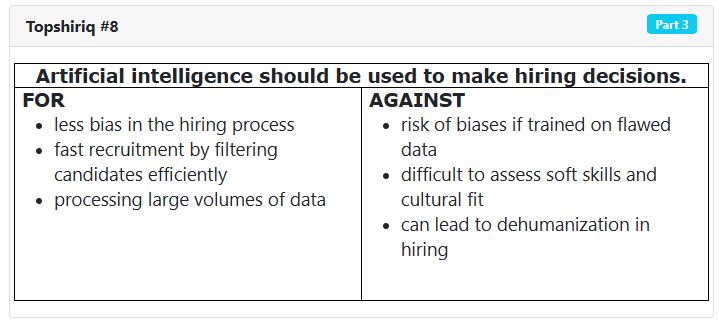 Topshiriq #8
Part 3
Artificial intelligence should be used to make hiring decisions.
FOR
• less bias in the hiring process
• fast recruitment by filtering
candidates efficiently
• processing large volumes of data
AGAINST
• risk of biases if trained on flawed
data
• difficult to assess soft skills and
cultural fit
• can lead to dehumanization in
hiring